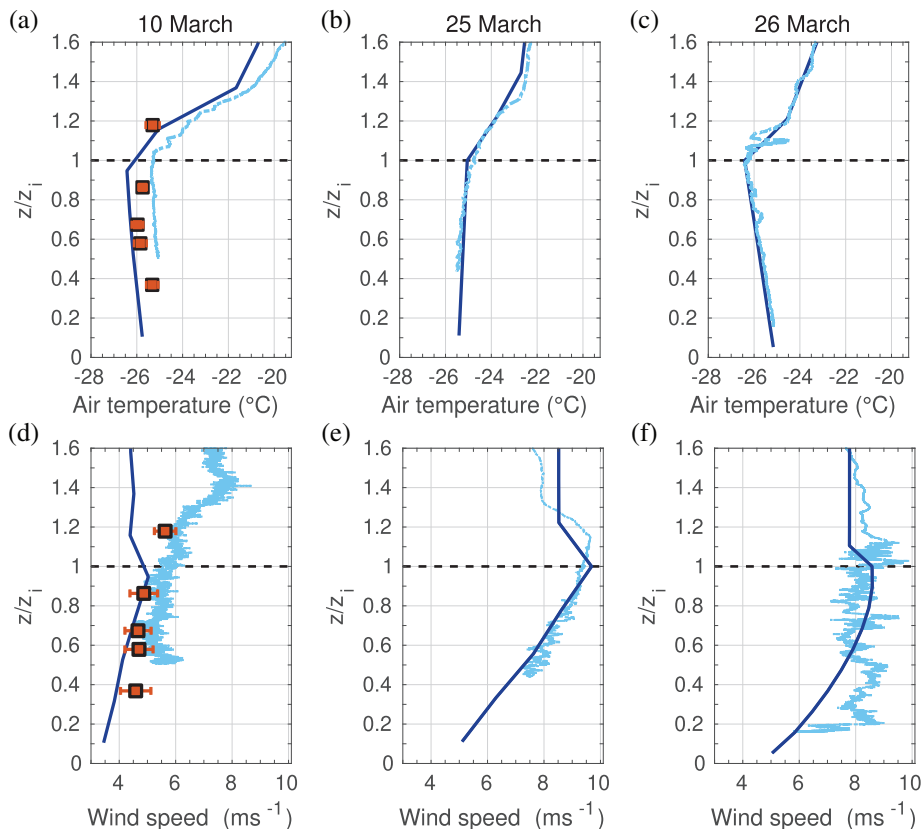 (a) 10 March (b) 25 March (c) 26 March
1.6 1.6 1.6
1.4 1.4 1.4
1.2 1.2 1.2
1 1 1
z/zi z/zi z/zi
0.8 0.8 0.8
0.6 0.6 0.6
0.4 0.4 0.4
0.2 0.2 0.2
0 0 0
-28 -26 -24 -22 -20 -28 -26 -24 -22 -20 -28 -26 -24 -22 -20
Air temperature (°C) Air temperature (°C) Air temperature (°C)
(d) (e) (f)
1.6 1.6 1.6
1.4 1.4 1.4
1.2 1.2 1.2
1 1 1
z/zi z/zi z/zi
0.8 0.8 0.8
0.6 0.6 0.6
0.4 0.4 0.4
0.2 0.2 0.2
0 0 0
4 6 8 10 4 6 8 10 4 6 8 10
Wind speed (ms-1) Wind speed (ms-1) Wind speed (ms-1)